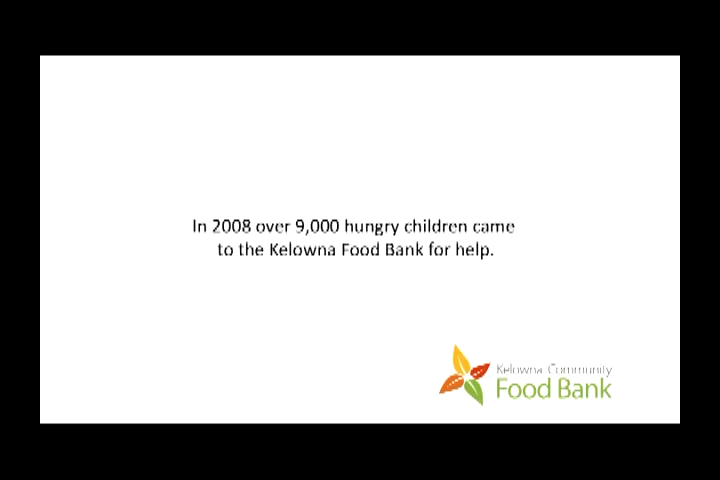 In 2008 over 9,000 hungry children came
to the Kelowna Food Bank for help.
Kelowna Community
Food Bank